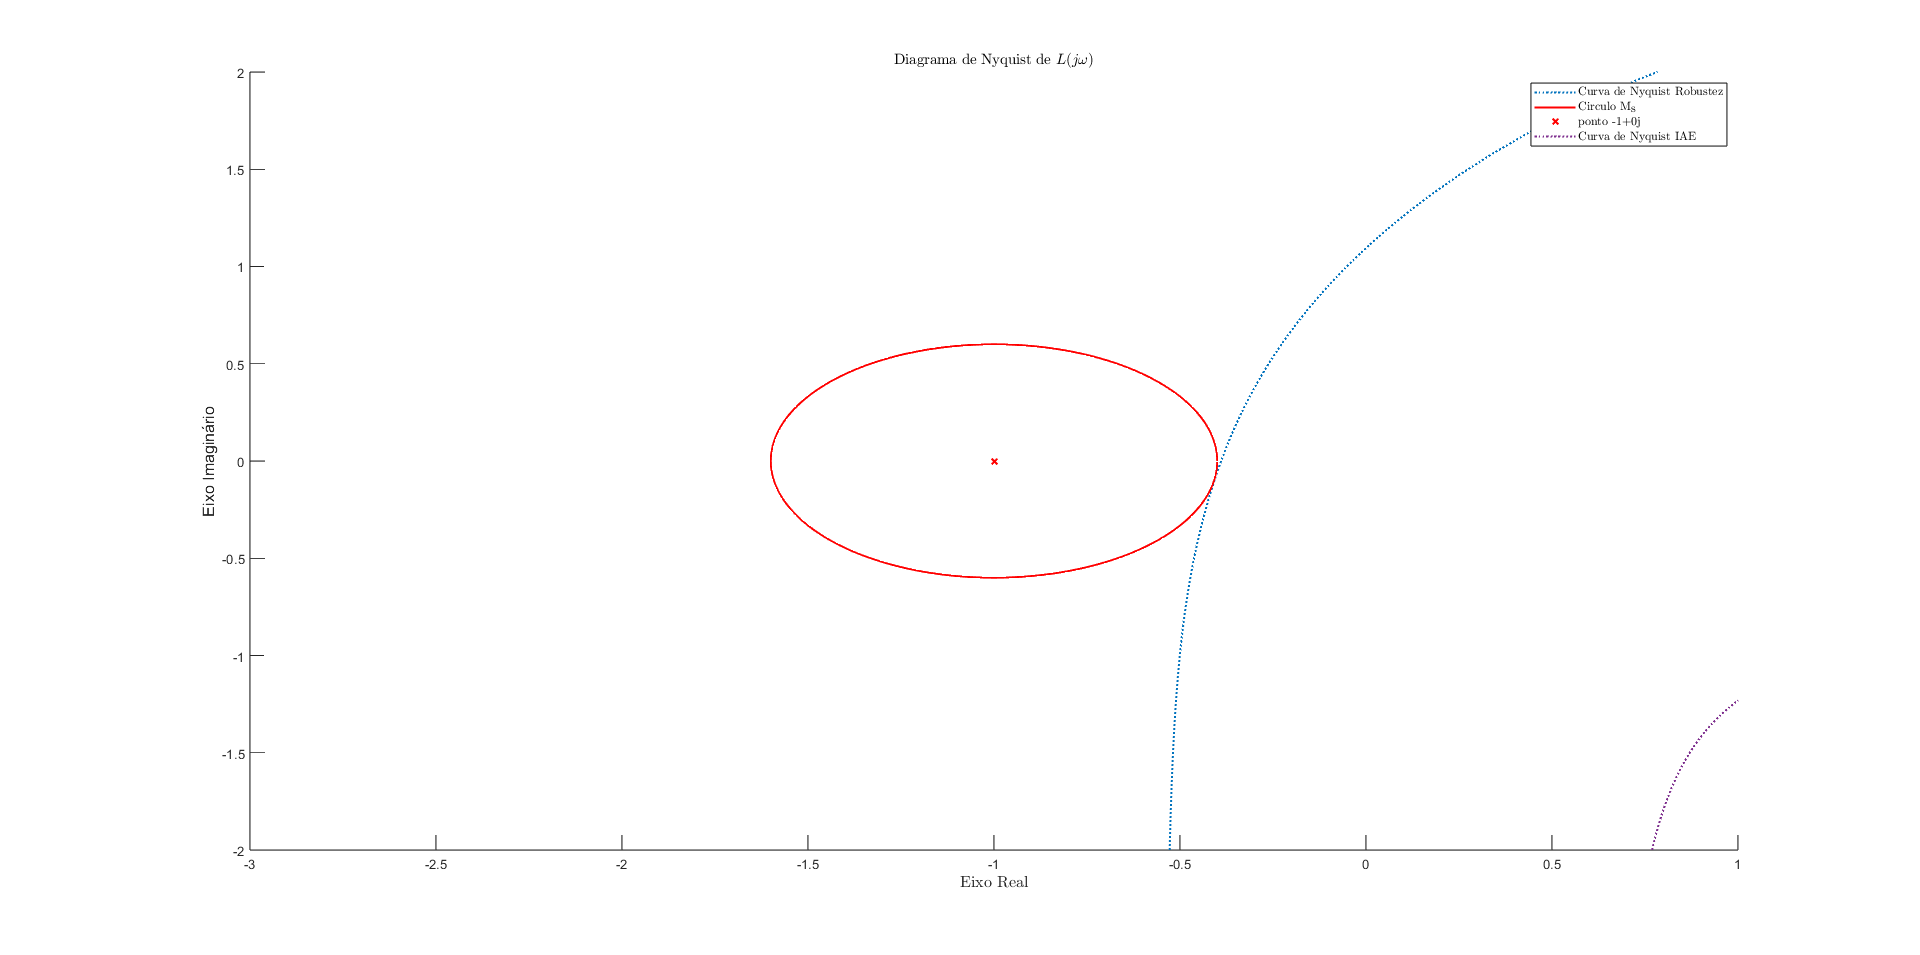 Diagrama de Nyquist de L(jω)
Curva de Nyquist Robustez
Circulo M_S
ponto -1+0j
Curva de Nyquist IAE
2
1.5
1
0.5
0
-0.5
-1
-1.5
-2
Eixo Imaginário
-3
-2.5
-2
-1.5
-1
-0.5
0
0.5
1
Eixo Real